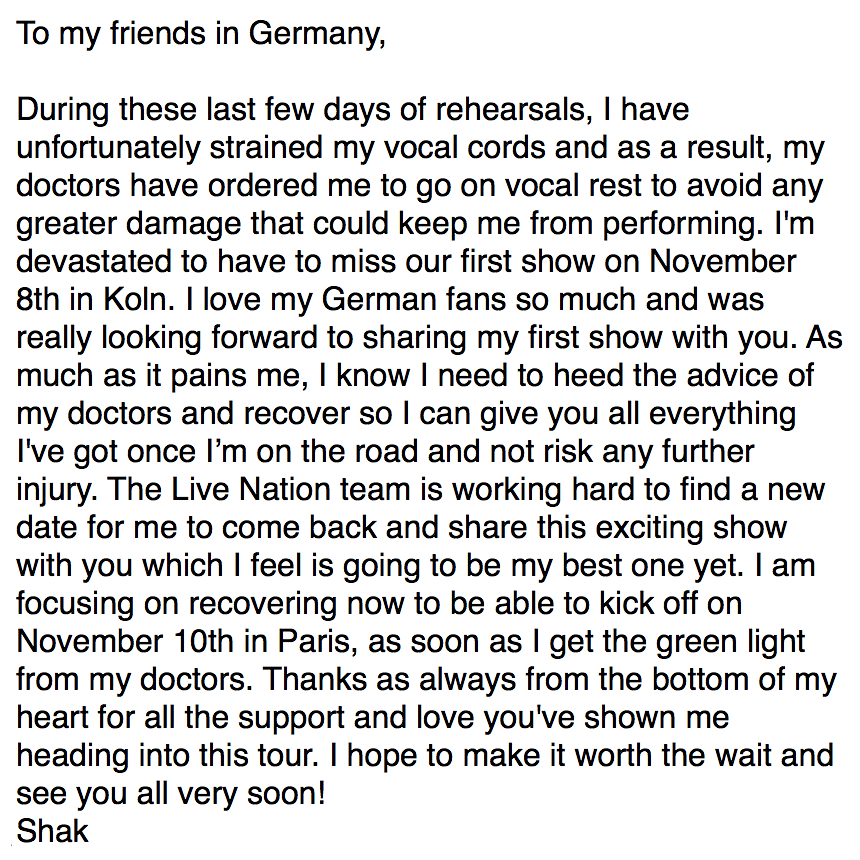 To my friends in Germany,
During these last few days of rehearsals, I have
unfortunately strained my vocal cords and as a result, my
doctors have ordered me to go on vocal rest to avoid any
greater damage that could keep me from performing. I'm
devastated to have to miss our first show on November
8th in Koln. I love my German fans so much and was
really looking forward to sharing my first show with you. As
much as it pains me, I know I need to heed the advice of
my doctors and recover so I can give you all everything
I've got once I’m on the road and not risk any further
injury. The Live Nation team is working hard to find a new
date for me to come back and share this exciting show
with you which I feel is going to be my best one yet. I am
focusing on recovering now to be able to kick off on
November 10th in Paris, as soon as I get the green light
from my doctors. Thanks as always from the bottom of my
heart for all the support and love you've shown me
heading into this tour. I hope to make it worth the wait and
see you all very soon!
Shak